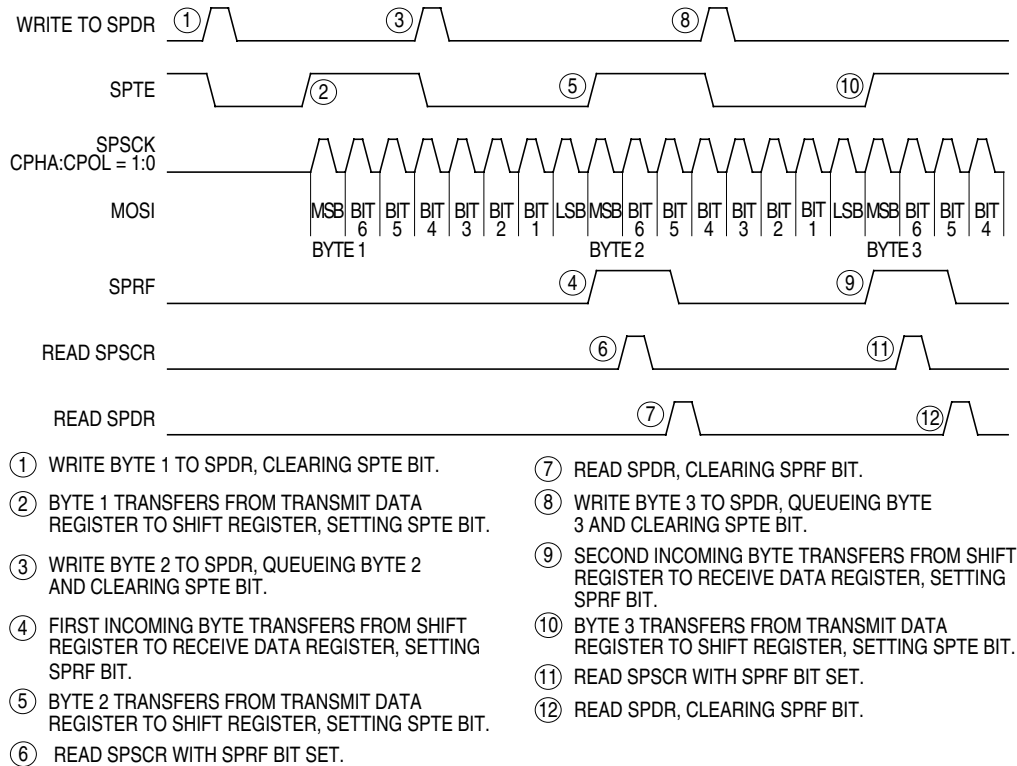 WRITE TO SPDR
1
3
8
SPTE
2
5
10
SPSCK
CPHA:CPOL = 1:0
MOSI
MSB BIT 6 BIT 5 BIT 4 BIT 3 BIT 2 BIT 1 LSB MSB BIT 6 BIT 5 BIT 4 BIT 3 BIT 2 BIT 1 LSB MSB BIT 6 BIT 5 BIT 4
BYTE 1
BYTE 2
BYTE 3
SPRF
4
9
READ SPSCR
6
11
READ SPDR
7
12
1 WRITE BYTE 1 TO SPDR, CLEARING SPTE BIT.
2 BYTE 1 TRANSFERS FROM TRANSMIT DATA
REGISTER TO SHIFT REGISTER, SETTING SPTE BIT.
3 WRITE BYTE 2 TO SPDR, QUEUEING BYTE 2
AND CLEARING SPTE BIT.
4 FIRST INCOMING BYTE TRANSFERS FROM SHIFT
REGISTER TO RECEIVE DATA REGISTER, SETTING
SPRF BIT.
5 BYTE 2 TRANSFERS FROM TRANSMIT DATA
REGISTER TO SHIFT REGISTER, SETTING SPTE BIT.
6 READ SPSCR WITH SPRF BIT SET.
7 READ SPDR, CLEARING SPRF BIT.
8 WRITE BYTE 3 TO SPDR, QUEUEING BYTE
3 AND CLEARING SPTE BIT.
9 SECOND INCOMING BYTE TRANSFERS FROM SHIFT
REGISTER TO RECEIVE DATA REGISTER, SETTING
SPRF BIT.
10 BYTE 3 TRANSFERS FROM TRANSMIT DATA
REGISTER TO SHIFT REGISTER, SETTING SPTE BIT.
11 READ SPSCR WITH SPRF BIT SET.
12 READ SPDR, CLEARING SPRF BIT.